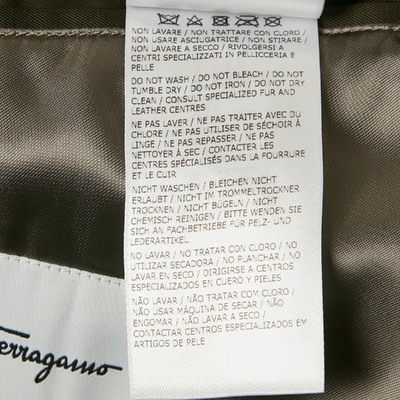 NON LAVARE / NON TRATTARE CON CLORO /
NON USARE ASCIUGATRICE / NON STIRARE /
NON LAVARE A SECCO / RIVOLGERSI A
CENTRI SPECIALIZZATI IN PELLICCERIA E
PELLE
DO NOT WASH / DO NOT BLEACH / DO NOT
TUMBLE DRY / DO NOT IRON / DO NOT DRY
CLEAN / CONSULT SPECIALIZED FUR AND
LEATHER CENTRES
NE PAS LAVER / NE PAS TRAITER AVEC DU
CHLORE / NE PAS UTILISER DE SÉCHOIR À
LINGE / NE PAS REPASSER / NE PAS
NETTOYER À SEC / CONTACTER LES
CENTRES SPÉCIALISÉS DANS LA FOURRURE
ET LE CUIR
NICHT WASCHEN / BLEICHEN NICHT
ERLAUBT / NICHT IM TROMMELTROCKNER
TROCKNEN / NICHT BÜGELN / NICHT
CHEMISCH REINIGEN / BITTE WENDEN SIE
SICH AN FACHBETRIEBE FÜR PELZ- UND
LEDERARTIKEL.
NO LAVAR / NO TRATAR CON CLORO / NO
UTILIZAR SECADORA / NO PLANCHAR / NO
LAVAR EN SECO / DIRIGIRSE A CENTROS
ESPECIALIZADOS EN CUERO Y PIELES
NÃO LAVAR / NÃO TRATAR COM CLORO /
NÃO USAR MÁQUINA DE SECAR / NÃO
ENGOMAR / NÃO LAVAR A SECO /
CONTACTAR CENTROS ESPECIALIZADOS EM
ARTIGOS DE PELE
Ferragamo